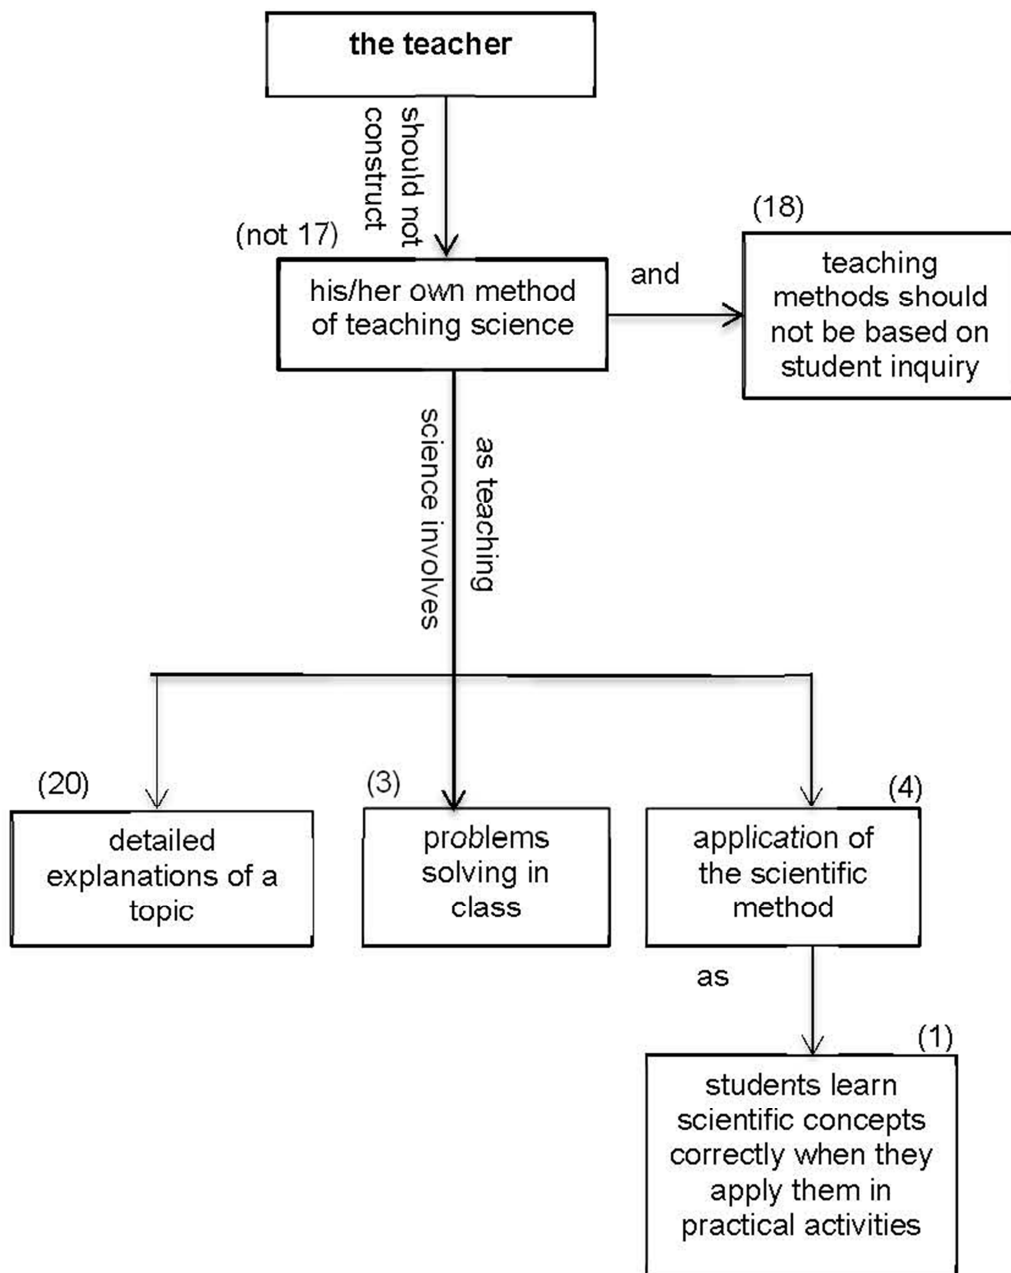 the teacher
should not
construct
(not 17)
his/her own method
of teaching science
and
(18)
teaching
methods should
not be based on
student inquiry
as teaching
science involves
(20)
detailed
explanations of a
topic
(3)
problems
solving in
class
(4)
application of
the scientific
method
as
(1)
students learn
scientific concepts
correctly when they
apply them in
practical activities